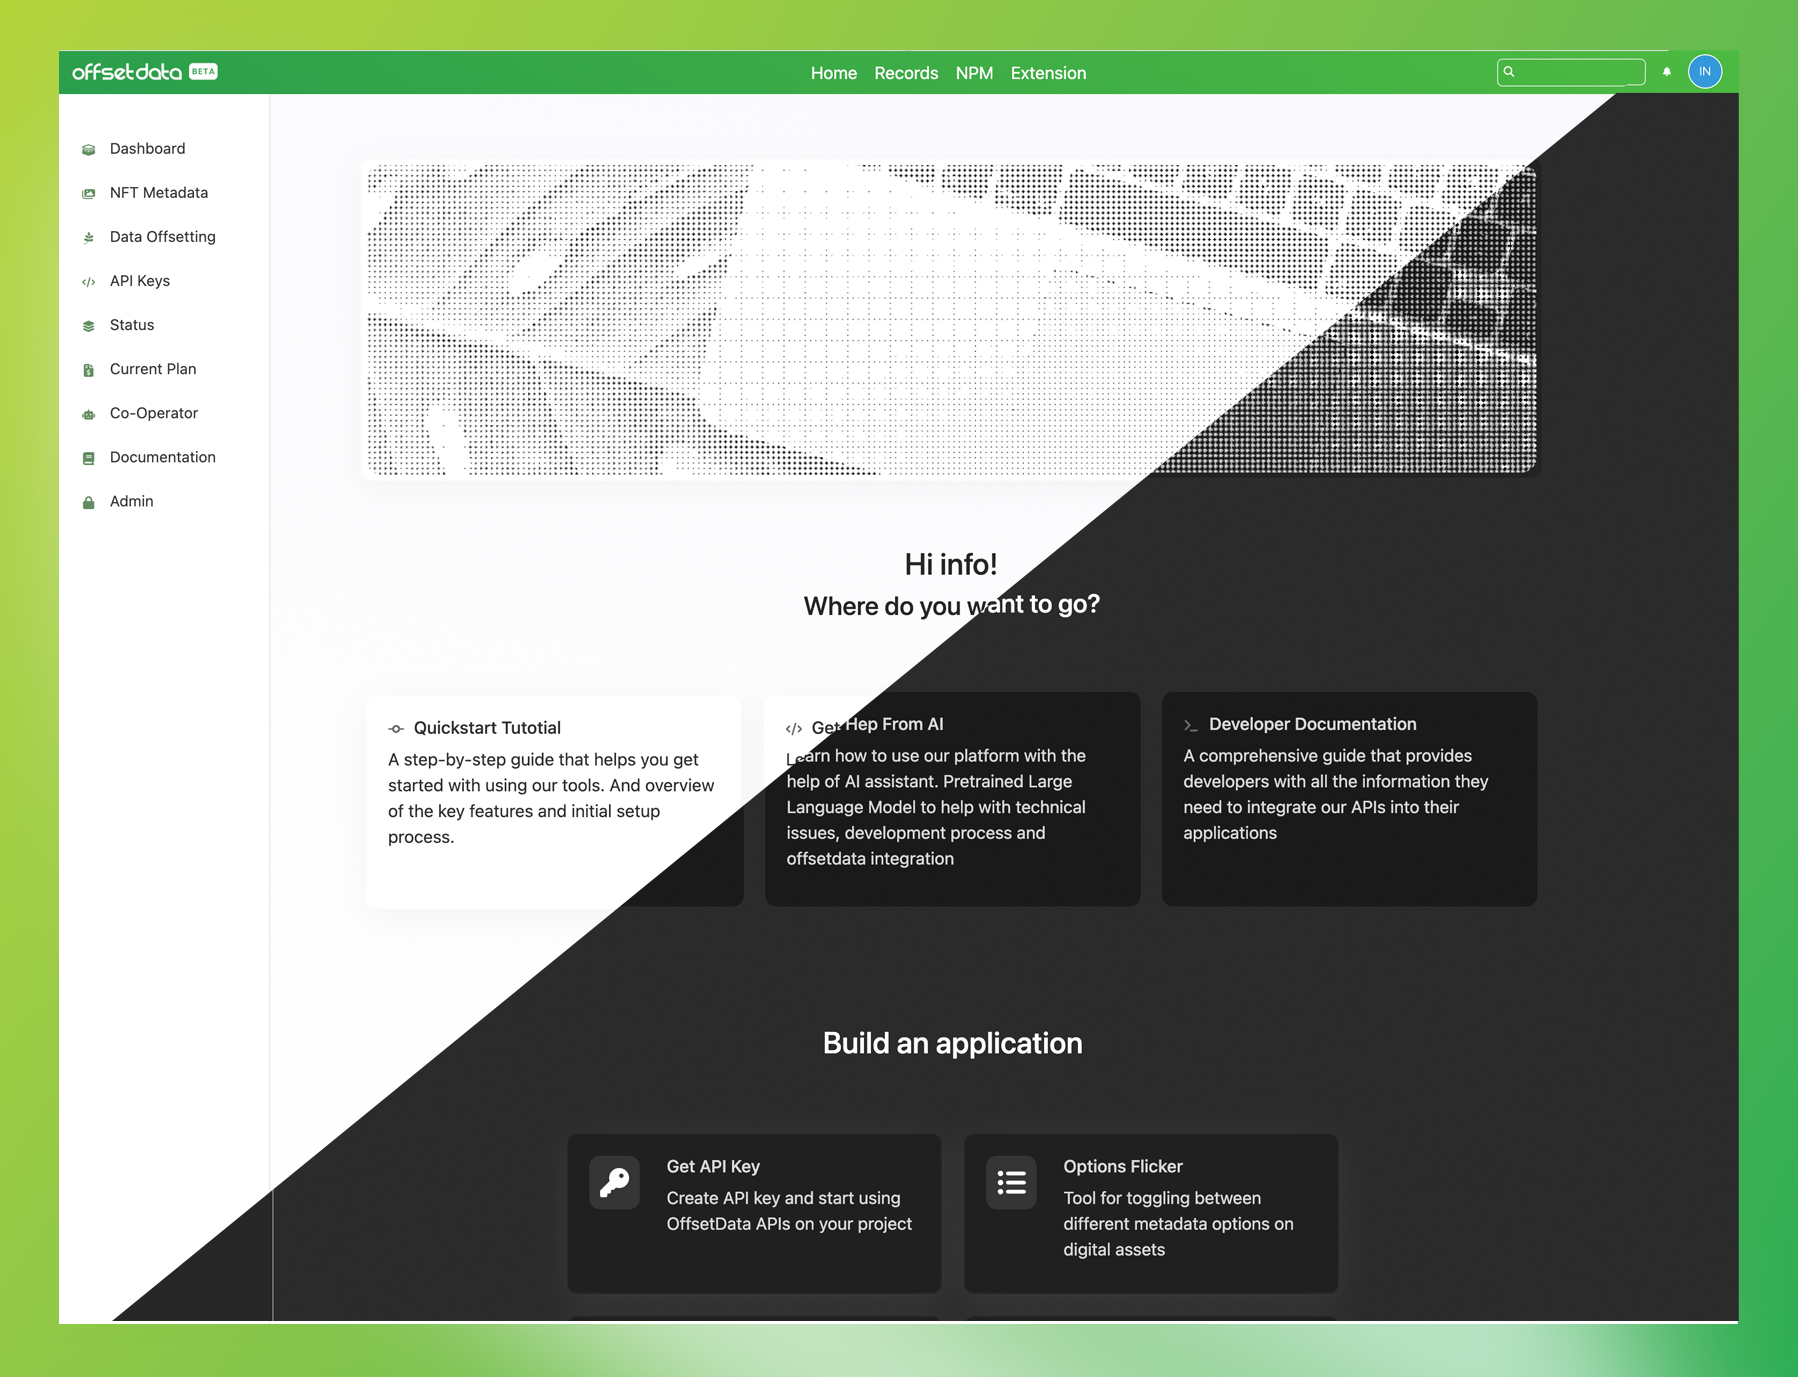 offsetdata BETA
Home Records NPM Extension
IN
Dashboard
NFT Metadata
Data Offsetting
API Keys
Status
Current Plan
Co-Operator
Documentation
Admin
Hi info!
Where do you want to go?
Quickstart Tutotial
A step-by-step guide that helps you get
started with using our tools. And overview
of the key features and initial setup
process.
Get Hep From AI
Learn how to use our platform with the
help of AI assistant. Pretrained Large
Language Model to help with technical
issues, development process and
offsetdata integration
Developer Documentation
A comprehensive guide that provides
developers with all the information they
need to integrate our APIs into their
applications
Build an application
Get API Key
Create API key and start using
OffsetData APIs on your project
Options Flicker
Tool for toggling between
different metadata options on
digital assets